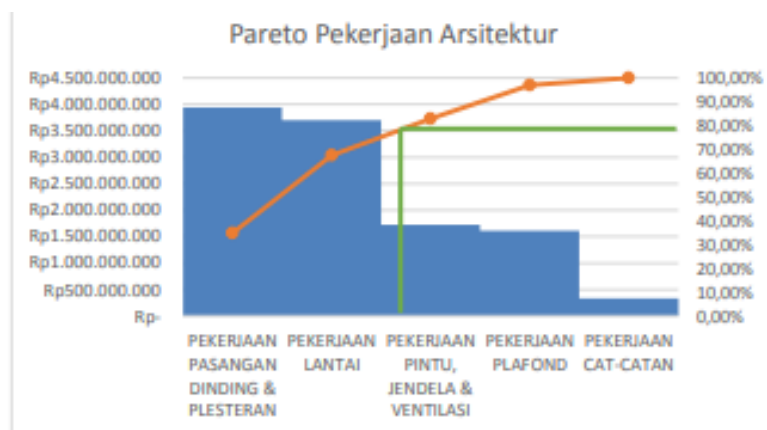 Pareto Pekerjaan Arsitektur
Rp4.500.000.000
Rp4.000.000.000
Rp3.500.000.000
Rp3.000.000.000
Rp2.500.000.000
Rp2.000.000.000
Rp1.500.000.000
Rp1.000.000.000
Rp500.000.000
Rp-
100,00%
90,00%
80,00%
70,00%
60,00%
50,00%
40,00%
30,00%
20,00%
10,00%
0,00%
PEKERJAAN
PASANGAN
DINDING &
PLESTERAN
PEKERJAAN
LANTAI
PEKERJAAN
PINTU,
JENDELA &
VENTILASI
PEKERJAAN
PLAFOND
PEKERJAAN
CAT-CATAN